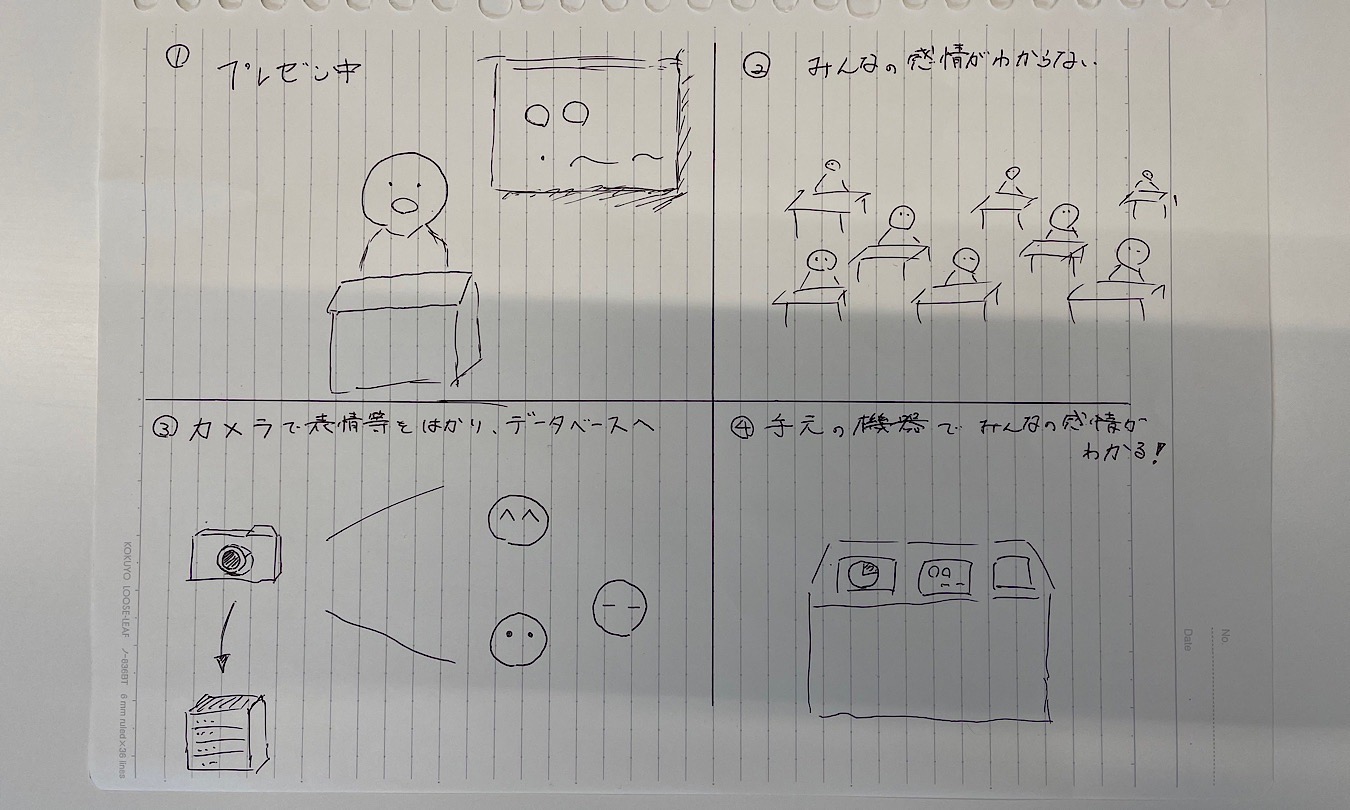 ① プレゼン中
② みんなの感情がわからない..
③ カメラで表情等をはかり、データベースへ
④ 手元の機器でみんなの感情が
わかる!
KOKUYO LOOSE-LEAF ノ-836BT 6 mm ruled×36 lines
No.
Date